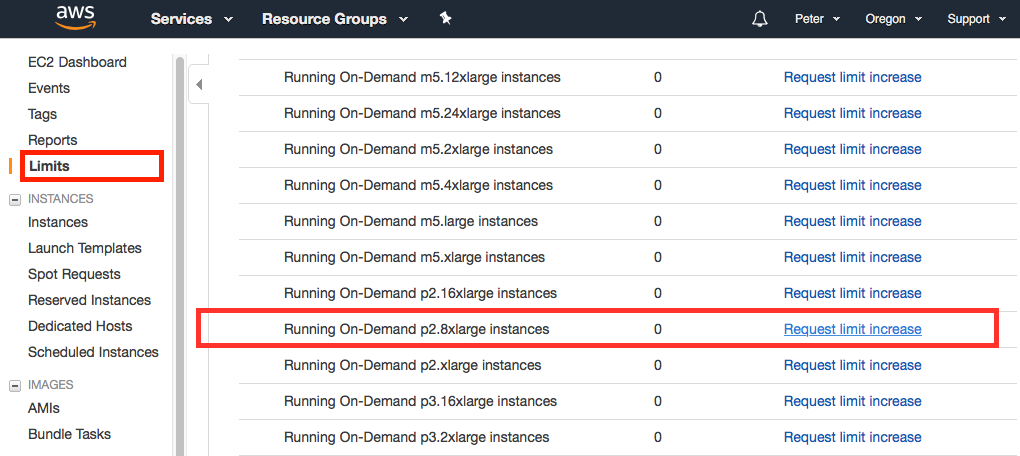 aws Services Resource Groups Peter Oregon Support
EC2 Dashboard
Events
Tags
Reports
Limits
INSTANCES
Instances
Launch Templates
Spot Requests
Reserved Instances
Dedicated Hosts
Scheduled Instances
IMAGES
AMIs
Bundle Tasks
Running On-Demand m5.12xlarge instances 0 Request limit increase
Running On-Demand m5.24xlarge instances 0 Request limit increase
Running On-Demand m5.2xlarge instances 0 Request limit increase
Running On-Demand m5.4xlarge instances 0 Request limit increase
Running On-Demand m5.large instances 0 Request limit increase
Running On-Demand m5.xlarge instances 0 Request limit increase
Running On-Demand p2.16xlarge instances 0 Request limit increase
Running On-Demand p2.8xlarge instances 0 Request limit increase
Running On-Demand p2.xlarge instances 0 Request limit increase
Running On-Demand p3.16xlarge instances 0 Request limit increase
Running On-Demand p3.2xlarge instances 0 Request limit increase